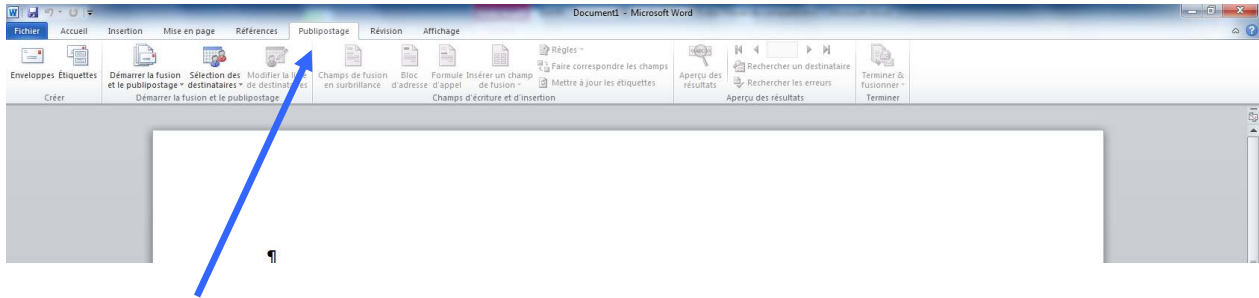 W
Document1 - Microsoft Word
Fichier Accueil Insertion Mise en page Références Publipostage Révision Affichage
Enveloppes Étiquettes
Créer
Démarrer la fusion et le publipostage
Sélection des destinataires
Modifier la liste de destinataires
Démarrer la fusion et le publipostage
Champs de fusion en surbrillance
Bloc d'adresse
Formule d'appel
Insérer un champ de fusion
Règles
Faire correspondre les champs
Mettre à jour les étiquettes
Champs d'écriture et d'insertion
Aperçu des résultats
Rechercher un destinataire
Rechercher les erreurs
Aperçu des résultats
Terminer & fusionner
Terminer
¶